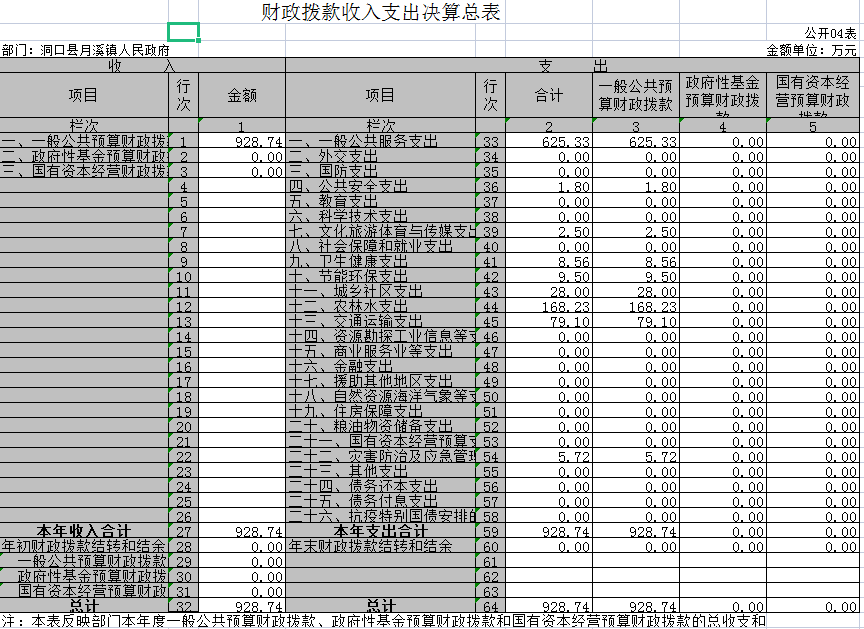 财政拨款收入支出决算总表
公开04表
部门：洞口县月溪镇人民政府 金额单位：万元
收 入 支 出
项目 行次 金额 项目 行次 合计 一般公共预算财政拨款 政府性基金预算财政拨款 国有资本经营预算财政拨款
栏次 1 栏次 2 3 4 5
一、一般公共预算财政拨 1 928.74 一、一般公共服务支出 33 625.33 625.33 0.00 0.00
二、政府性基金预算财政 2 0.00 二、外交支出 34 0.00 0.00 0.00 0.00
三、国有资本经营财政拨 3 0.00 三、国防支出 35 0.00 0.00 0.00 0.00
4 四、公共安全支出 36 1.80 1.80 0.00 0.00
5 五、教育支出 37 0.00 0.00 0.00 0.00
6 六、科学技术支出 38 0.00 0.00 0.00 0.00
7 七、文化旅游体育与传媒支出 39 2.50 2.50 0.00 0.00
8 八、社会保障和就业支出 40 0.00 0.00 0.00 0.00
9 九、卫生健康支出 41 8.56 8.56 0.00 0.00
10 十、节能环保支出 42 9.50 9.50 0.00 0.00
11 十一、城乡社区支出 43 28.00 28.00 0.00 0.00
12 十二、农林水支出 44 168.23 168.23 0.00 0.00
13 十三、交通运输支出 45 79.10 79.10 0.00 0.00
14 十四、资源勘探工业信息等支 46 0.00 0.00 0.00 0.00
15 十五、商业服务业等支出 47 0.00 0.00 0.00 0.00
16 十六、金融支出 48 0.00 0.00 0.00 0.00
17 十七、援助其他地区支出 49 0.00 0.00 0.00 0.00
18 十八、自然资源海洋气象等支 50 0.00 0.00 0.00 0.00
19 十九、住房保障支出 51 0.00 0.00 0.00 0.00
20 二十、粮油物资储备支出 52 0.00 0.00 0.00 0.00
21 二十一、国有资本经营预算支 53 0.00 0.00 0.00 0.00
22 二十二、灾害防治及应急管理 54 5.72 5.72 0.00 0.00
23 二十三、其他支出 55 0.00 0.00 0.00 0.00
24 二十四、债务还本支出 56 0.00 0.00 0.00 0.00
25 二十五、债务付息支出 57 0.00 0.00 0.00 0.00
26 二十六、抗疫特别国债安排的 58 0.00 0.00 0.00 0.00
本年收入合计 27 928.74 本年支出合计 59 928.74 928.74 0.00 0.00
年初财政拨款结转和结余 28 0.00 年末财政拨款结转和结余 60 0.00 0.00 0.00 0.00
一般公共预算财政拨款 29 0.00 61
政府性基金预算财政拨 30 0.00 62
国有资本经营预算财政 31 0.00 63
总计 32 928.74 总计 64 928.74 928.74 0.00 0.00
注：本表反映部门本年度一般公共预算财政拨款、政府性基金预算财政拨款和国有资本经营预算财政拨款的总收支和